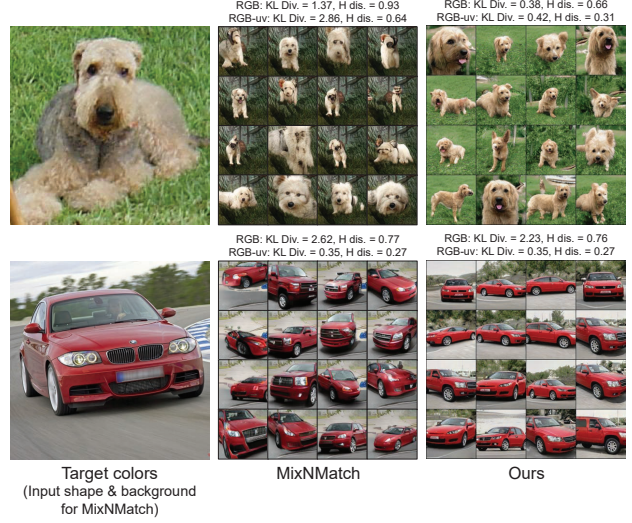 RGB: KL Div. = 1.37, H dis. = 0.93
RGB-uv: KL Div. = 2.86, H dis. = 0.64
RGB: KL Div. = 0.38, H dis. = 0.66
RGB-uv: KL Div. = 0.42, H dis. = 0.31
RGB: KL Div. = 2.62, H dis. = 0.77
RGB-uv: KL Div. = 0.35, H dis. = 0.27
RGB: KL Div. = 2.23, H dis. = 0.76
RGB-uv: KL Div. = 0.35, H dis. = 0.27
Target colors
(Input shape & background
for MixNMatch)
MixNMatch
Ours